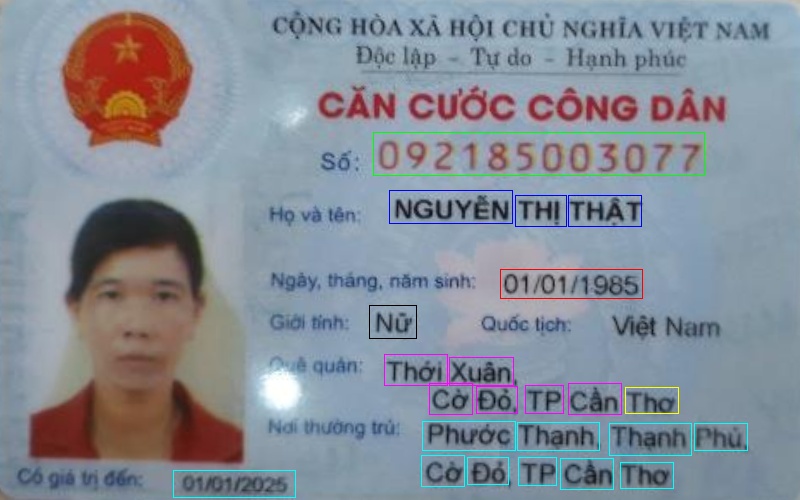 CỘNG HÒA XÃ HỘI CHỦ NGHĨA VIỆT NAM
Độc lập - Tự do - Hạnh phúc
CĂN CƯỚC CÔNG DÂN
Số: 092185003077
Họ và tên: NGUYỄN THỊ THẬT
Ngày, tháng, năm sinh: 01/01/1985
Giới tính: Nữ Quốc tịch: Việt Nam
Quê quán: Thới Xuân,
Cờ Đỏ, TP Cần Thơ
Nơi thường trú: Phước Thạnh, Thạnh Phú,
Cờ Đỏ, TP Cần Thơ
Có giá trị đến: 01/01/2025